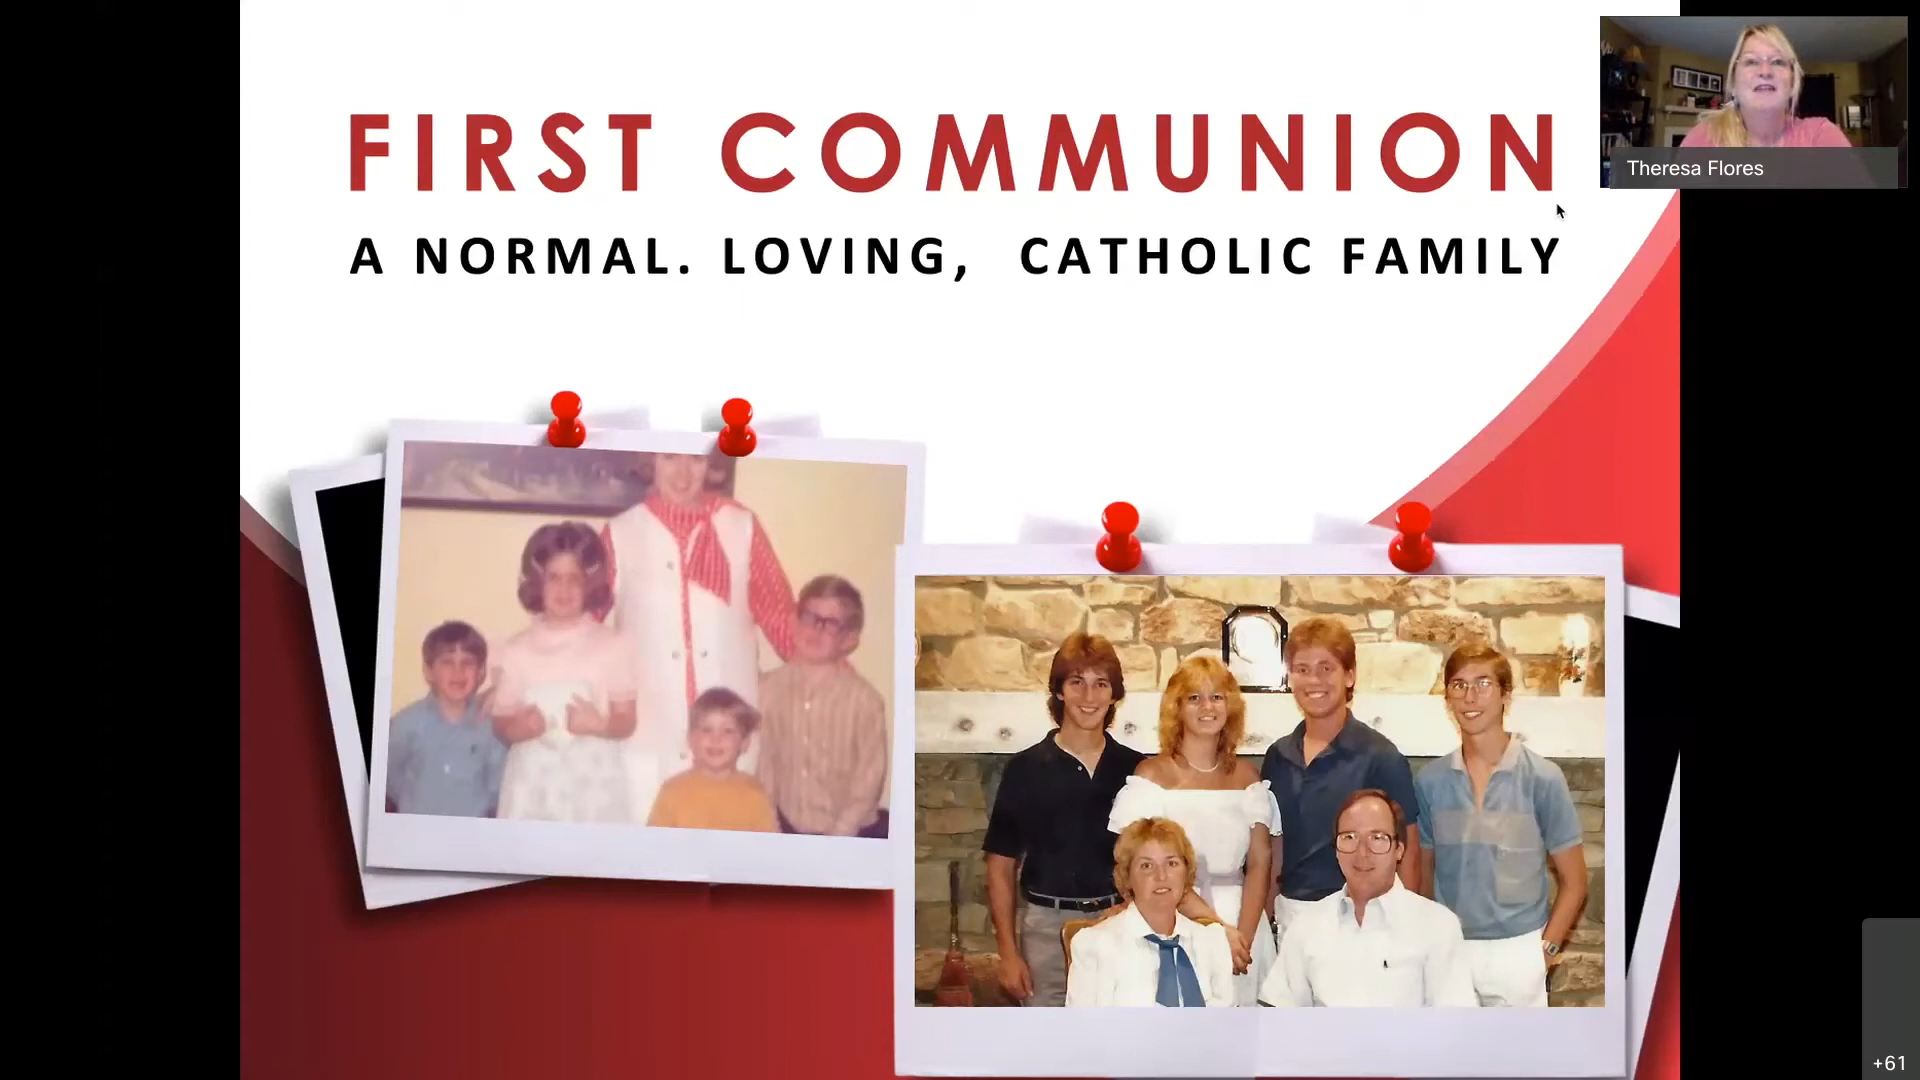 FIRST COMMUNION
A NORMAL. LOVING, CATHOLIC FAMILY
Theresa Flores
+61